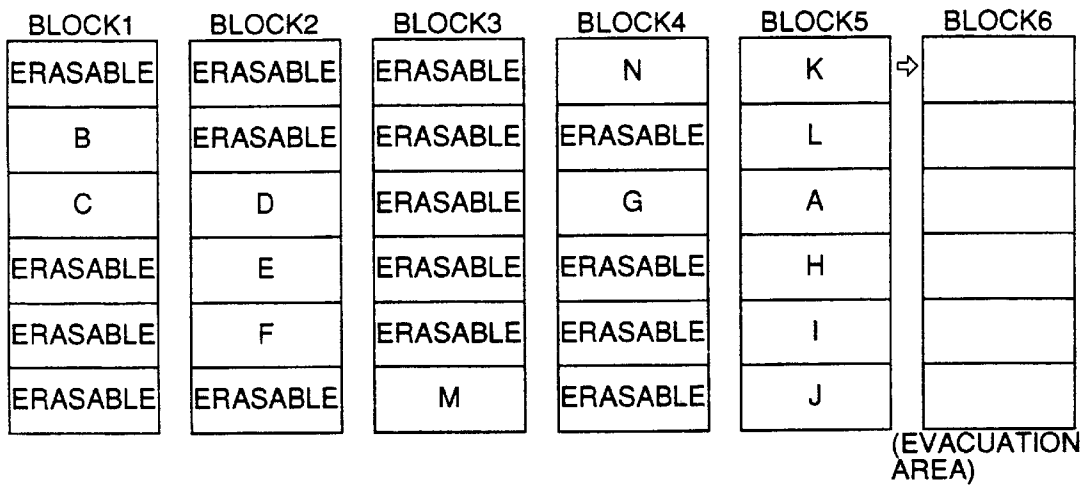 BLOCK1 BLOCK2 BLOCK3 BLOCK4 BLOCK5 BLOCK6
ERASABLE ERASABLE ERASABLE N K ⇨
B ERASABLE ERASABLE ERASABLE L
C D ERASABLE G A
ERASABLE E ERASABLE ERASABLE H
ERASABLE F ERASABLE ERASABLE I
ERASABLE ERASABLE M ERASABLE J
(EVACUATION
AREA)